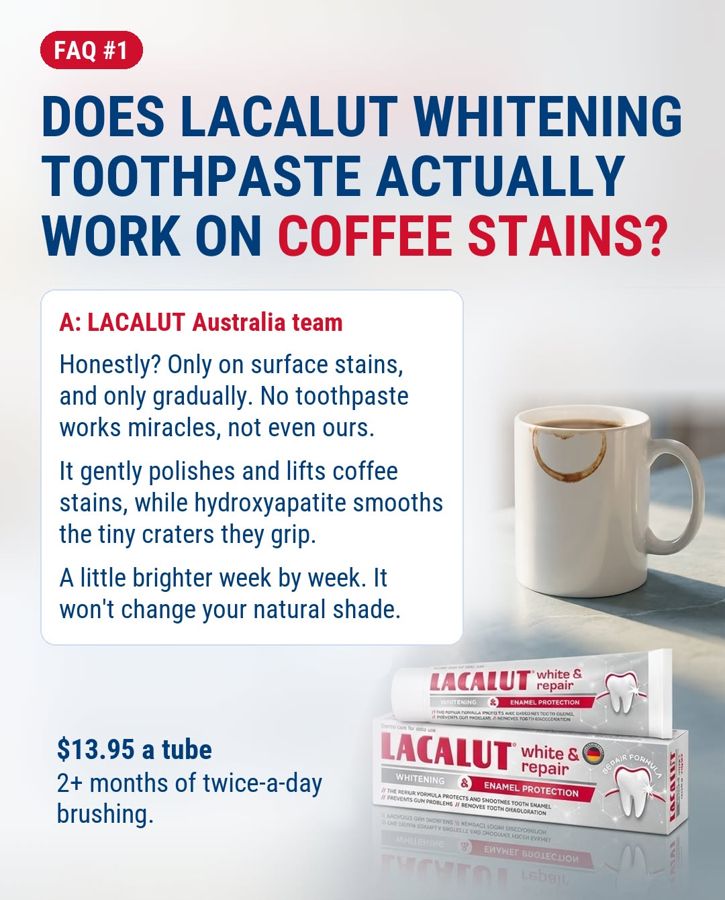 FAQ #1
DOES LACALUT WHITENING
TOOTHPASTE ACTUALLY
WORK ON COFFEE STAINS?
A: LACALUT Australia team
Honestly? Only on surface stains,
and only gradually. No toothpaste
works miracles, not even ours.
It gently polishes and lifts coffee
stains, while hydroxyapatite smooths
the tiny craters they grip.
A little brighter week by week. It
won't change your natural shade.
$13.95 a tube
2+ months of twice-a-day
brushing.
LACALUT white &
repair
WHITENING & ENAMEL PROTECTION
LACALUT white &
repair
REPAIR FORMULA
WHITENING & ENAMEL PROTECTION
// THE REPAIR FORMULA PROTECTS AND SMOOTHES TOOTH ENAMEL
// PREVENTS GUM PROBLEMS // REMOVES TOOTH
LACALUT